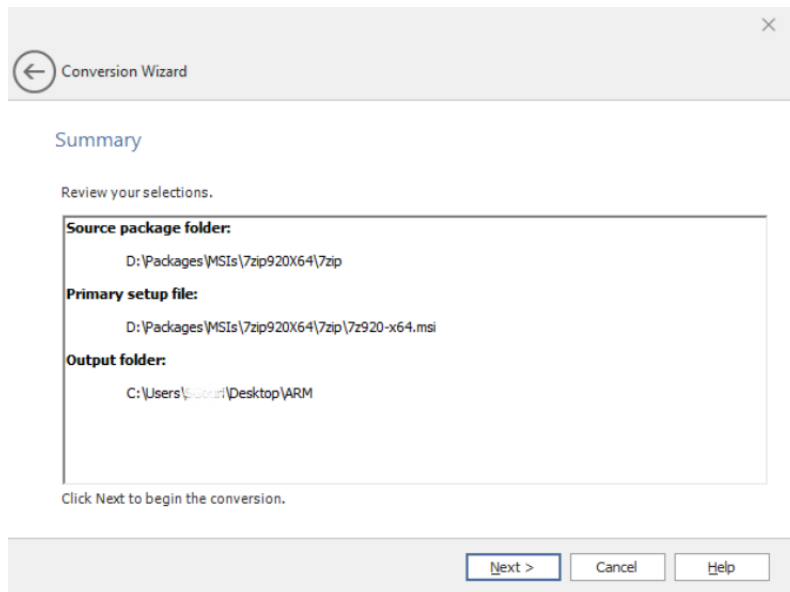 Conversion Wizard
Summary
Review your selections.
Source package folder:
D:\Packages\MSIs\7zip920X64\7zip
Primary setup file:
D:\Packages\MSIs\7zip920X64\7zip\7z920-x64.msi
Output folder:
C:\Users\ \Desktop\ARM
Click Next to begin the conversion.
Next > Cancel Help